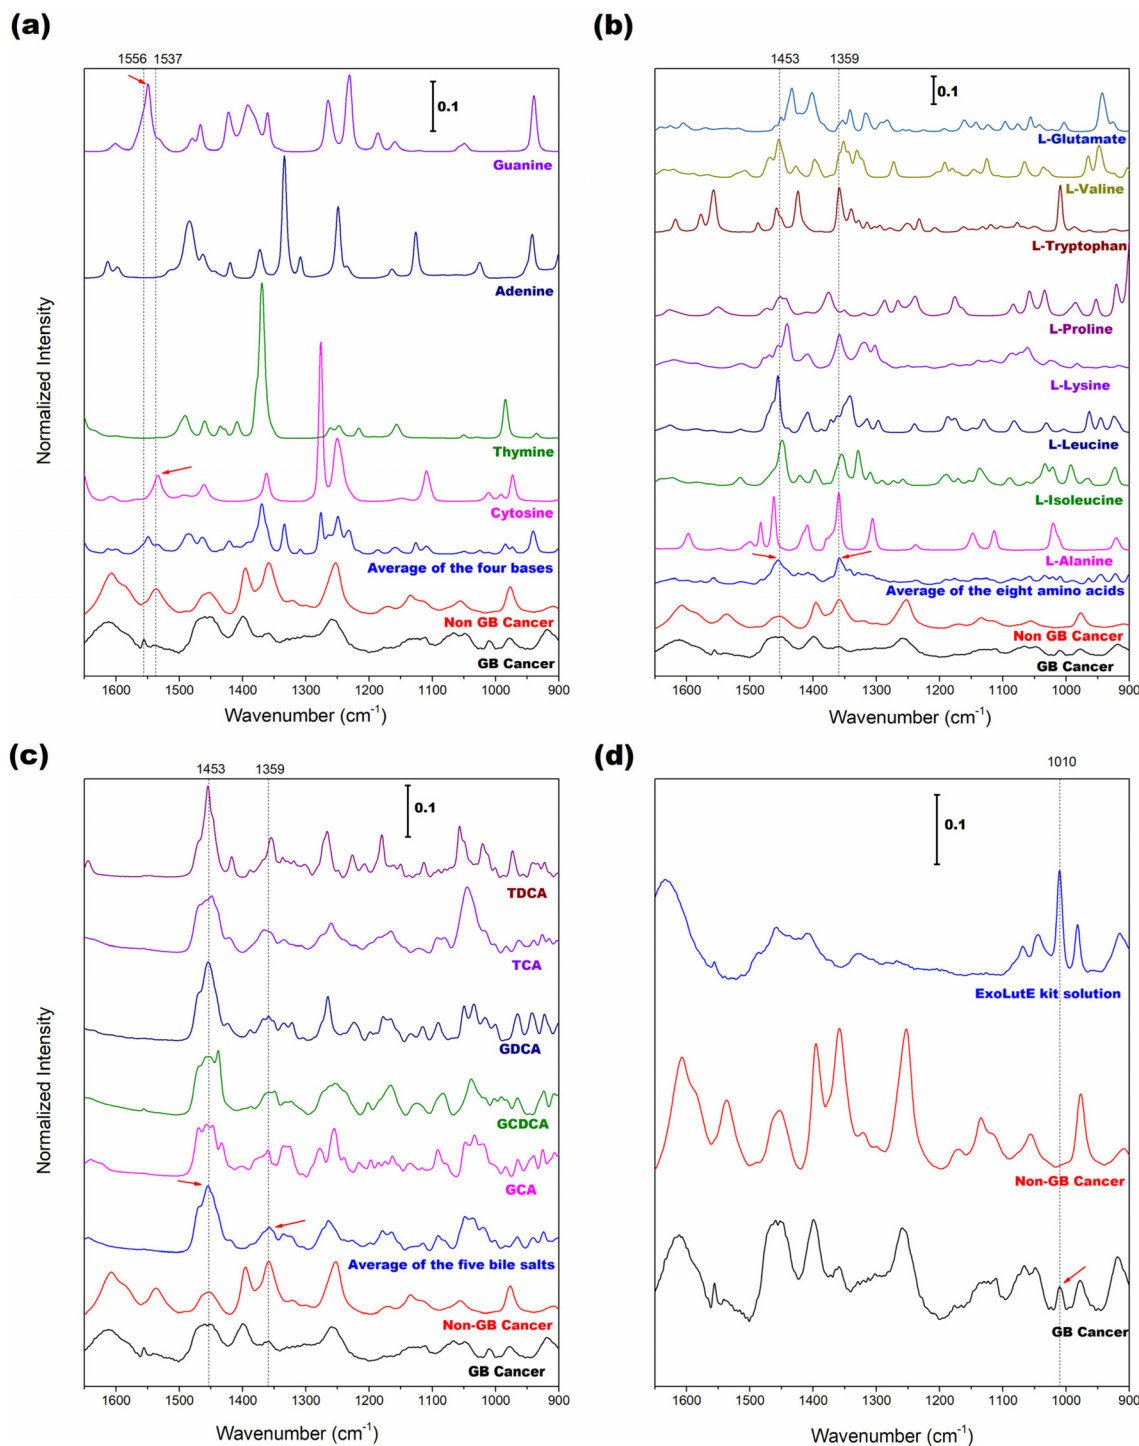 (a)
1556 1537
0.1
Guanine
Adenine
Thymine
Cytosine
Average of the four bases
Non GB Cancer
GB Cancer
Normalized Intensity
1600 1500 1400 1300 1200 1100 1000 900
Wavenumber (cm-1)
(b)
1453 1359
0.1
L-Glutamate
L-Valine
L-Tryptophan
L-Proline
L-Lysine
L-Leucine
L-Isoleucine
L-Alanine
Average of the eight amino acids
Non GB Cancer
GB Cancer
1600 1500 1400 1300 1200 1100 1000 900
Wavenumber (cm-1)
(c)
1453 1359
0.1
TDCA
TCA
GDCA
GCDCA
GCA
Average of the five bile salts
Non-GB Cancer
GB Cancer
Normalized Intensity
1600 1500 1400 1300 1200 1100 1000 900
Wavenumber (cm-1)
(d)
1010
0.1
ExoLutE kit solution
Non-GB Cancer
GB Cancer
1600 1500 1400 1300 1200 1100 1000 900
Wavenumber (cm-1)